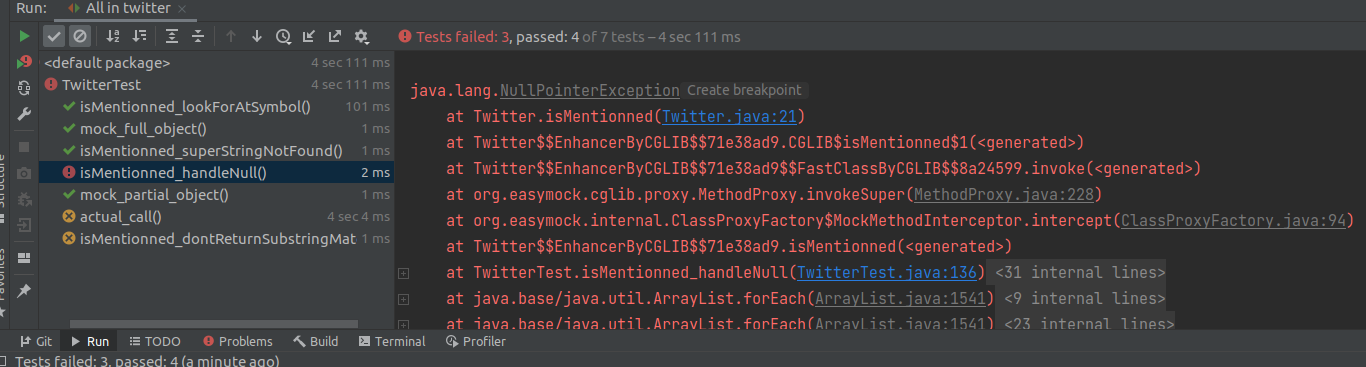 Run: All in twitter ×
Tests failed: 3, passed: 4 of 7 tests – 4 sec 111 ms
<default package> 4 sec 111 ms
TwitterTest 4 sec 111 ms
isMentionned_lookForAtSymbol() 101 ms
mock_full_object() 1 ms
isMentionned_superStringNotFound() 1 ms
isMentionned_handleNull() 2 ms
mock_partial_object() 1 ms
actual_call() 4 sec 4 ms
isMentionned_dontReturnSubstringMat 1 ms
java.lang.NullPointerException Create breakpoint
at Twitter.isMentionned(Twitter.java:21)
at Twitter$$EnhancerByCGLIB$$71e38ad9.CGLIB$isMentionned$1(<generated>)
at Twitter$$EnhancerByCGLIB$$71e38ad9$$FastClassByCGLIB$$8a24599.invoke(<generated>)
at org.easymock.cglib.proxy.MethodProxy.invokeSuper(MethodProxy.java:228)
at org.easymock.internal.ClassProxyFactory$MockMethodInterceptor.intercept(ClassProxyFactory.java:94)
at Twitter$$EnhancerByCGLIB$$71e38ad9.isMentionned(<generated>)
at TwitterTest.isMentionned_handleNull(TwitterTest.java:136) <31 internal lines>
at java.base/java.util.ArrayList.forEach(ArrayList.java:1541) <9 internal lines>
at java.base/java.util.ArrayList.forEach(ArrayList.java:1541) <23 internal lines>
Structure
Favorites
Git Run TODO Problems Build Terminal Profiler
Tests failed: 3, passed: 4 (a minute ago)